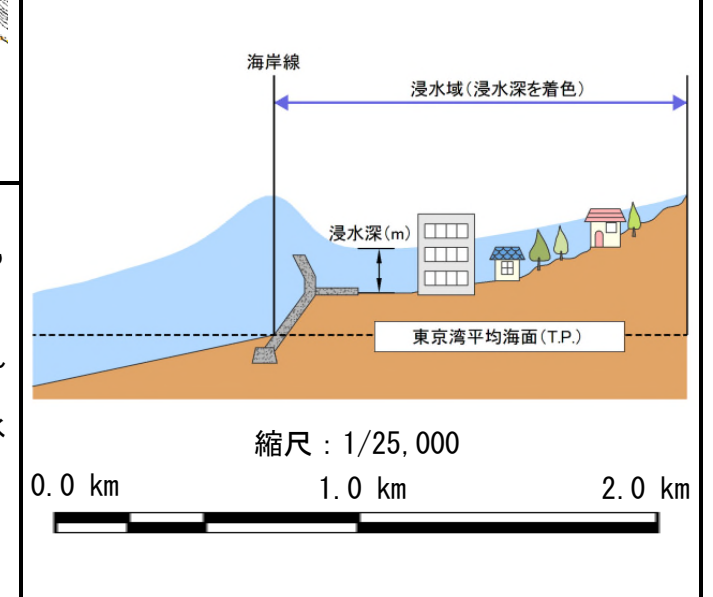 海岸線
浸水域(浸水深を着色)
浸水深(m)
東京湾平均海面(T.P.)
縮尺：1/25,000
0.0 km 1.0 km 2.0 km